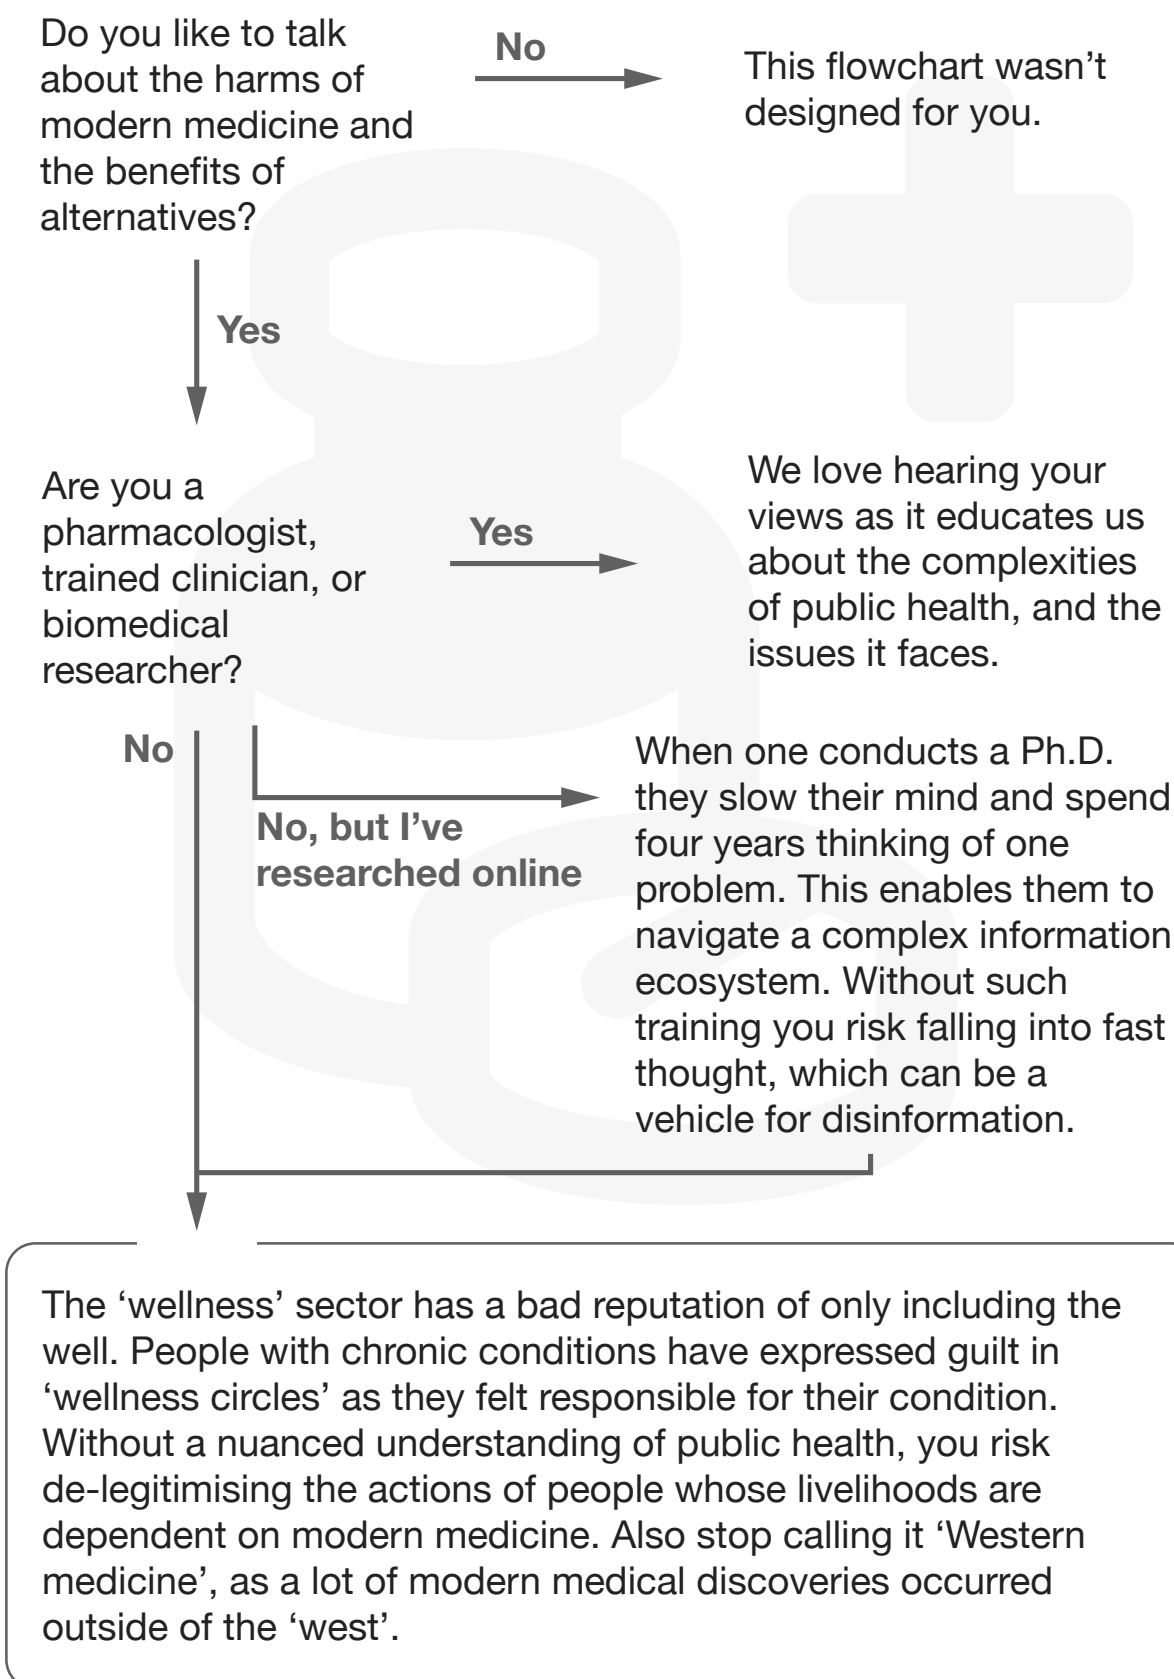 Do you like to talk
about the harms of
modern medicine and
the benefits of
alternatives?
No
This flowchart wasn't
designed for you.
Yes
Are you a
pharmacologist,
trained clinician, or
biomedical
researcher?
Yes
We love hearing your
views as it educates us
about the complexities
of public health, and the
issues it faces.
No
No, but I've
researched online
When one conducts a Ph.D.
they slow their mind and spend
four years thinking of one
problem. This enables them to
navigate a complex information
ecosystem. Without such
training you risk falling into fast
thought, which can be a
vehicle for disinformation.
The ‘wellness’ sector has a bad reputation of only including the
well. People with chronic conditions have expressed guilt in
‘wellness circles’ as they felt responsible for their condition.
Without a nuanced understanding of public health, you risk
de-legitimising the actions of people whose livelihoods are
dependent on modern medicine. Also stop calling it ‘Western
medicine’, as a lot of modern medical discoveries occurred
outside of the ‘west’.